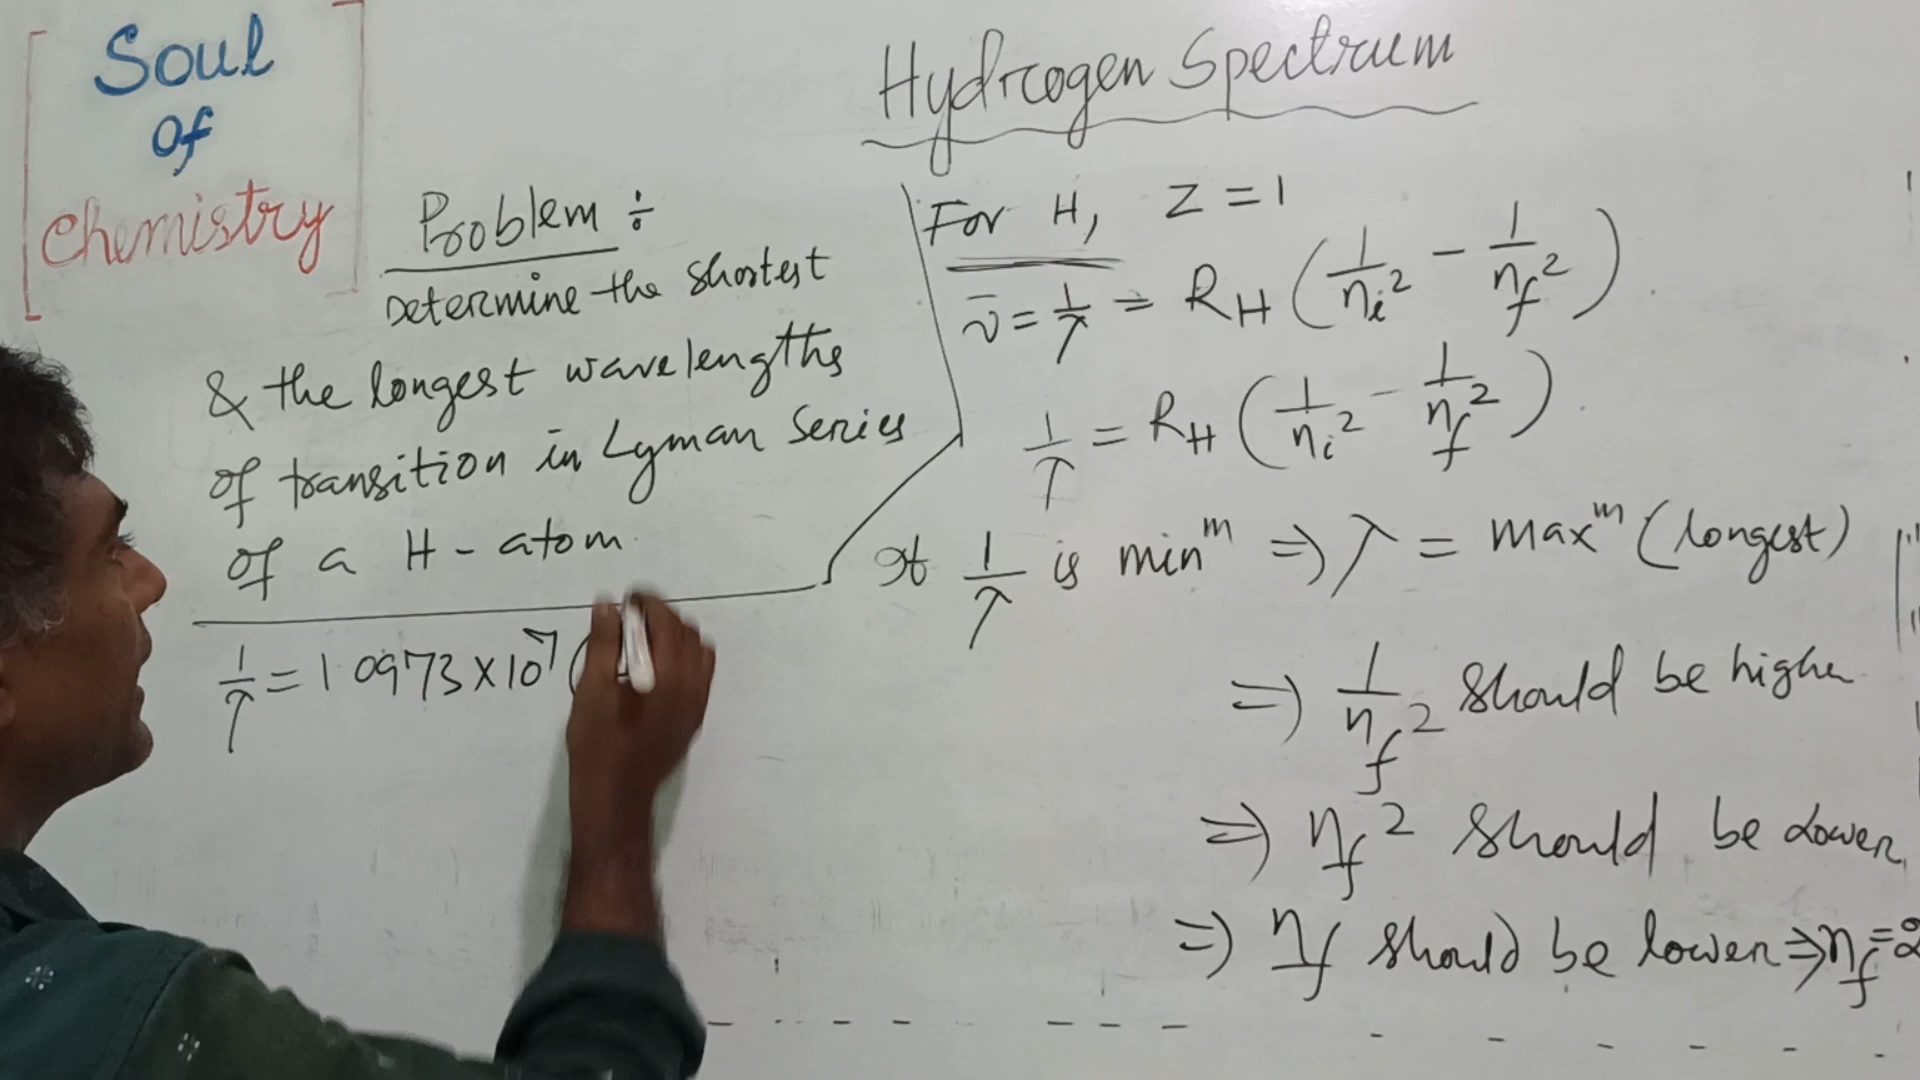 Soul
Of
Chemistry
Hydrogen Spectrum
Problem ÷
Determine the shortest
& the longest wavelengths
of transition in Lyman Series
of a H - atom.
1/λ = 1.0973 × 10⁷ (
For H, Z = 1
ν̅ = 1/λ = R_H (1/n_i² - 1/n_f²)
1/λ = R_H (1/n_i² - 1/n_f²)
If 1/λ is minᵐ ⇒ λ = maxᵐ (longest)
⇒ 1/n_f² should be higher
⇒ n_f² should be lower
⇒ n_f should be lower ⇒ n_f = 2